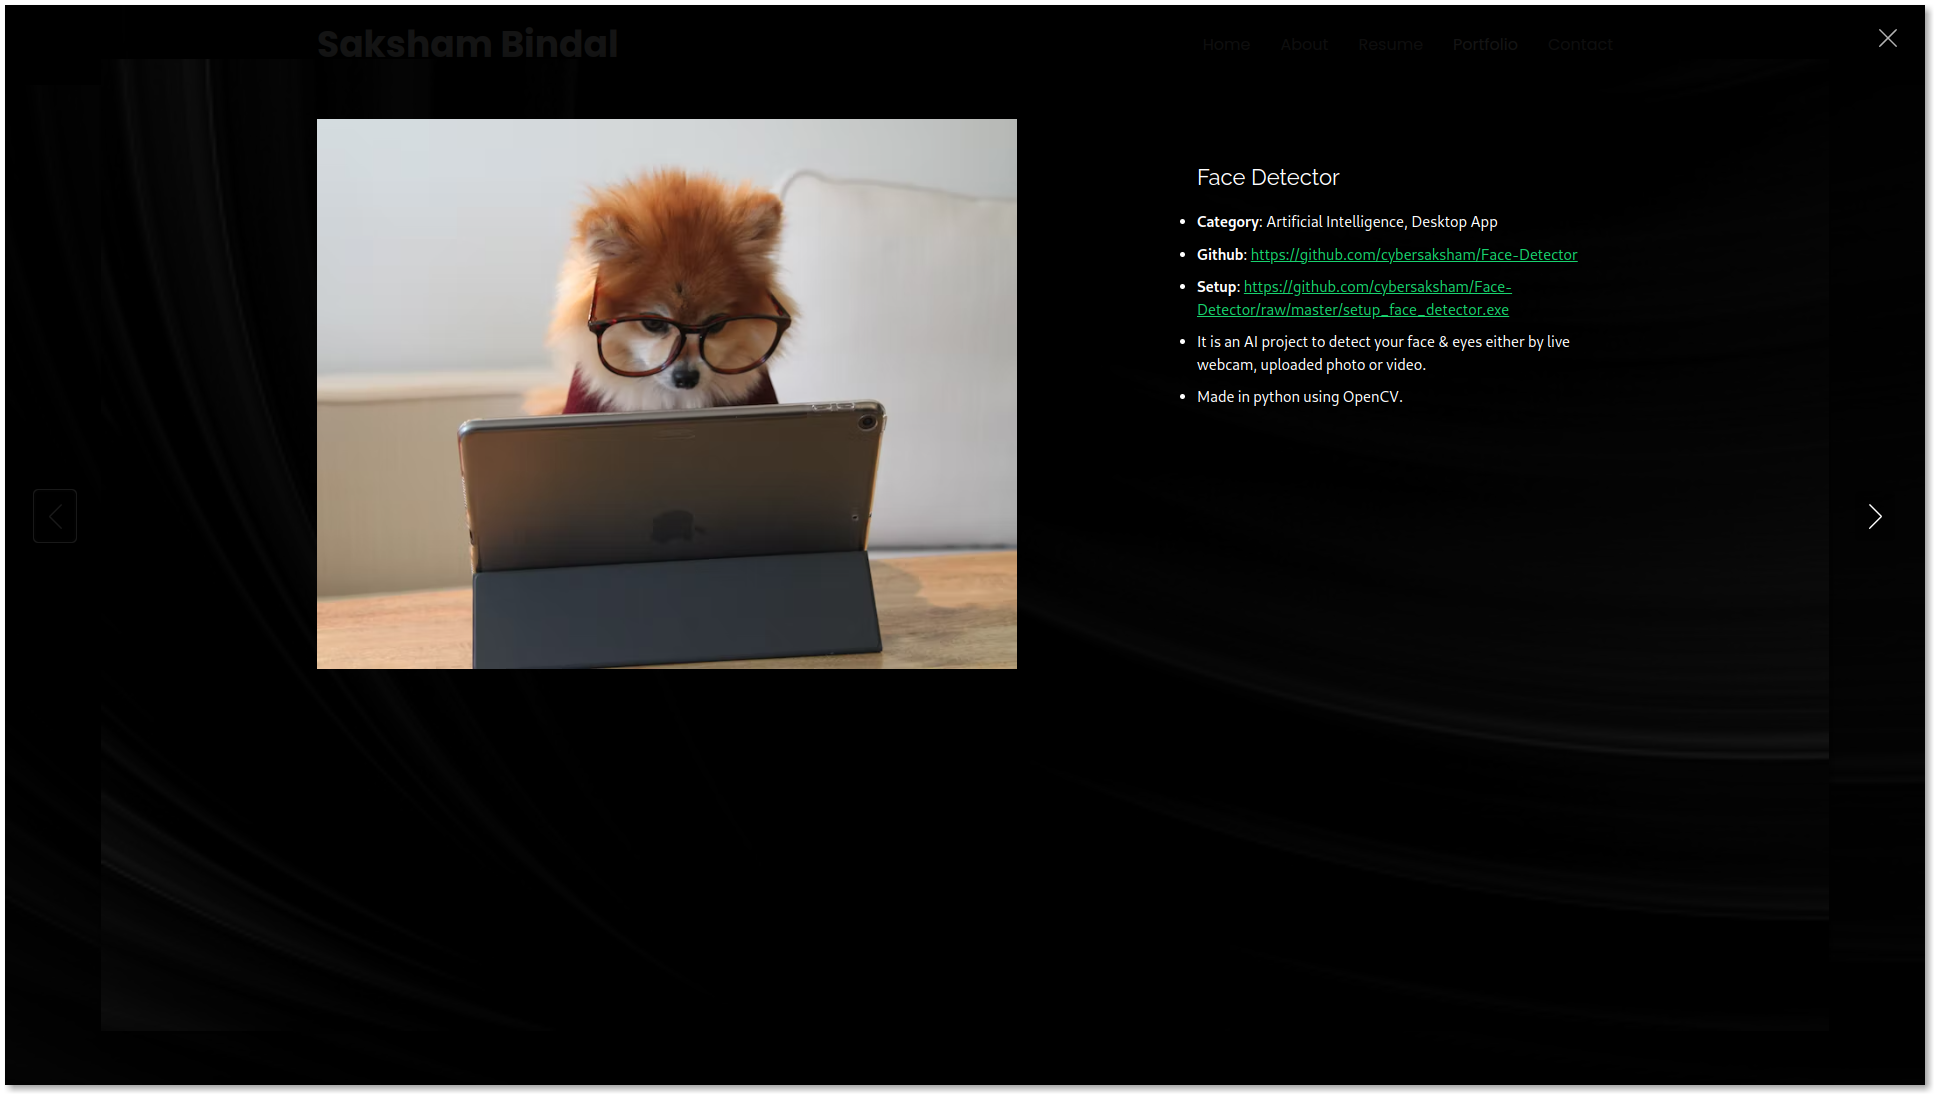 Saksham Bindal
Home About Resume Portfolio Contact
Face Detector
• Category: Artificial Intelligence, Desktop App
• Github: https://github.com/cybersaksham/Face-Detector
• Setup: https://github.com/cybersaksham/Face-
Detector/raw/master/setup_face_detector.exe
• It is an AI project to detect your face & eyes either by live
webcam, uploaded photo or video.
• Made in python using OpenCV.